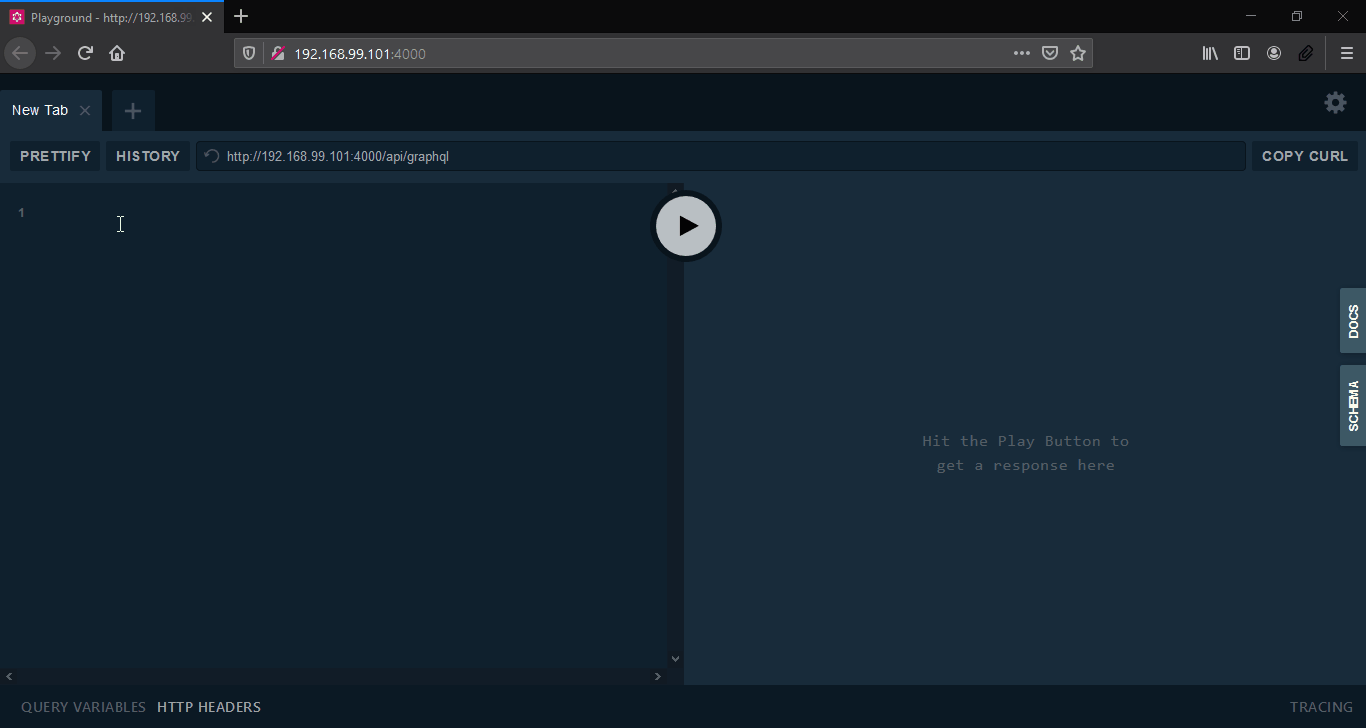 Playground - http://192.168.99
192.168.99.101:4000
New Tab
PRETTIFY HISTORY http://192.168.99.101:4000/api/graphql COPY CURL
1
DOCS
SCHEMA
Hit the Play Button to
get a response here
QUERY VARIABLES HTTP HEADERS TRACING